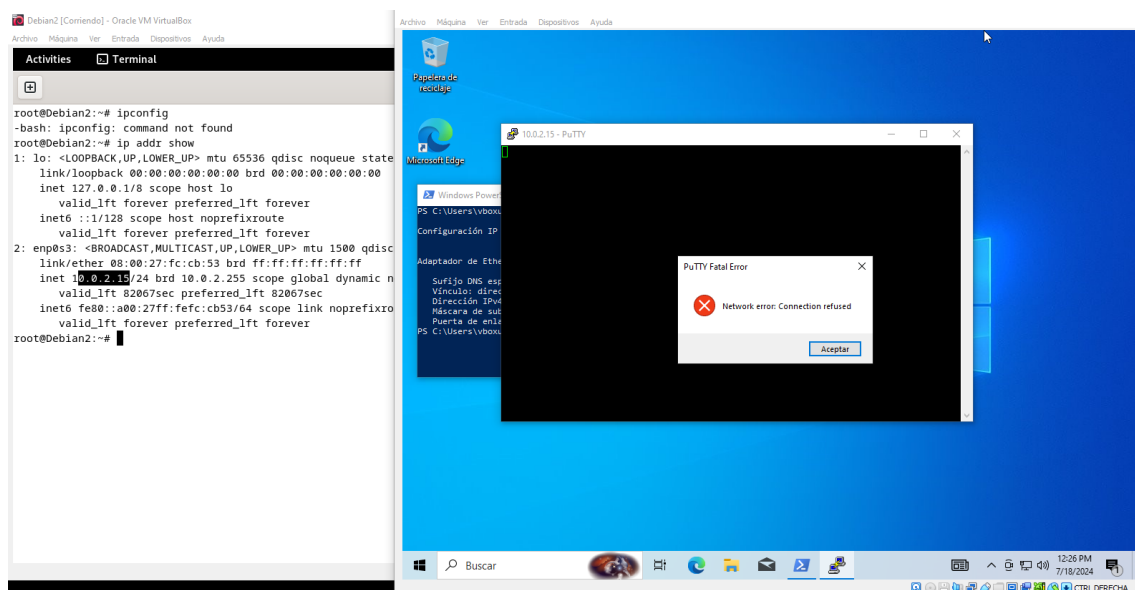 Debian2 [Corriendo] - Oracle VM VirtualBox
Archivo Máquina Ver Entrada Dispositivos Ayuda
Activities Terminal
root@Debian2:~# ipconfig
-bash: ipconfig: command not found
root@Debian2:~# ip addr show
1: lo: <LOOPBACK,UP,LOWER_UP> mtu 65536 qdisc noqueue state
link/loopback 00:00:00:00:00:00 brd 00:00:00:00:00:00
inet 127.0.0.1/8 scope host lo
valid_lft forever preferred_lft forever
inet6 ::1/128 scope host noprefixroute
valid_lft forever preferred_lft forever
2: enp0s3: <BROADCAST,MULTICAST,UP,LOWER_UP> mtu 1500 qdisc
link/ether 08:00:27:fc:cb:53 brd ff:ff:ff:ff:ff:ff
inet 10.0.2.15/24 brd 10.0.2.255 scope global dynamic n
valid_lft 82067sec preferred_lft 82067sec
inet6 fe80::a00:27ff:fefc:cb53/64 scope link noprefixro
valid_lft forever preferred_lft forever
root@Debian2:~#
Archivo Máquina Ver Entrada Dispositivos Ayuda
Papelera de
reciclaje
Microsoft Edge
10.0.2.15 - PuTTY
Windows PowerS
PS C:\Users\vboxu
Configuración IP
Adaptador de Ethe
Sufijo DNS esp
Vínculo: direc
Dirección IPv4
Máscara de sub
Puerta de enla
PS C:\Users\vboxu
PuTTY Fatal Error
Network error: Connection refused
Aceptar
Buscar
12:26 PM
7/18/2024
1
CTRL DERECHA